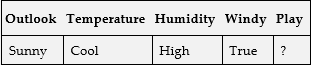 Outlook Temperature Humidity Windy Play
Sunny Cool High True ?